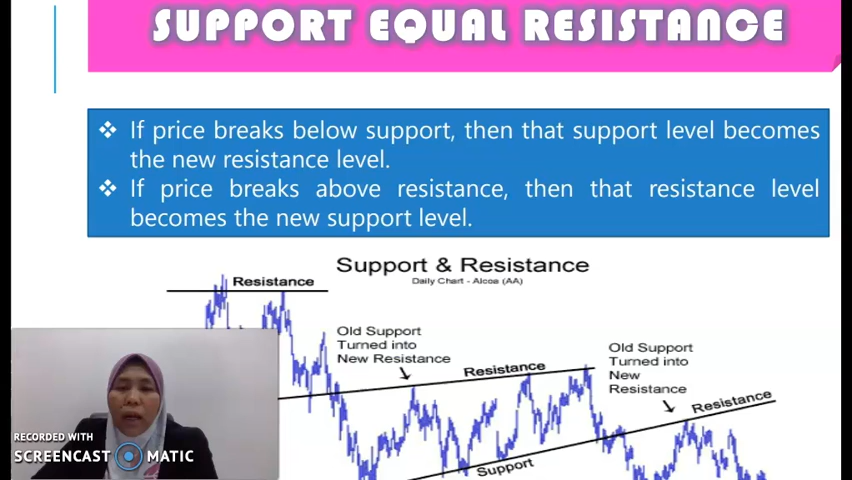 SUPPORT EQUAL RESISTANCE
❖ If price breaks below support, then that support level becomes
the new resistance level.
❖ If price breaks above resistance, then that resistance level
becomes the new support level.
Support & Resistance
Daily Chart - Alcoa (AA)
Resistance
Old Support
Turned into
New Resistance
Resistance
Old Support
Turned into
New
Resistance
Resistance
Support
RECORDED WITH
SCREENCAST MATIC